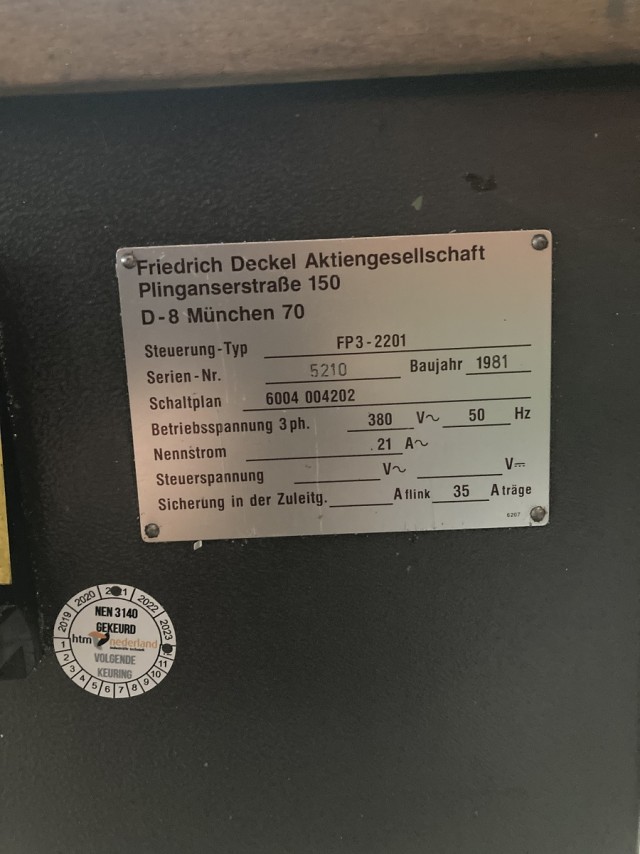 Friedrich Deckel Aktiengesellschaft
Plinganserstraße 150
D-8 München 70
Steuerung-Typ FP3-2201
Serien-Nr. 5210 Baujahr 1981
Schaltplan 6004 004202
Betriebsspannung 3 ph. 380 V~ 50 Hz
Nennstrom 21 A~
Steuerspannung V~ V⎓
Sicherung in der Zuleitg. A flink 35 A träge
6267
2019 2020 2022 2023
NEN 3140
GEKEURD
htm nederland
VOLGENDE
KEURING
1 2 3 4 5 6 7 8 9 10 11